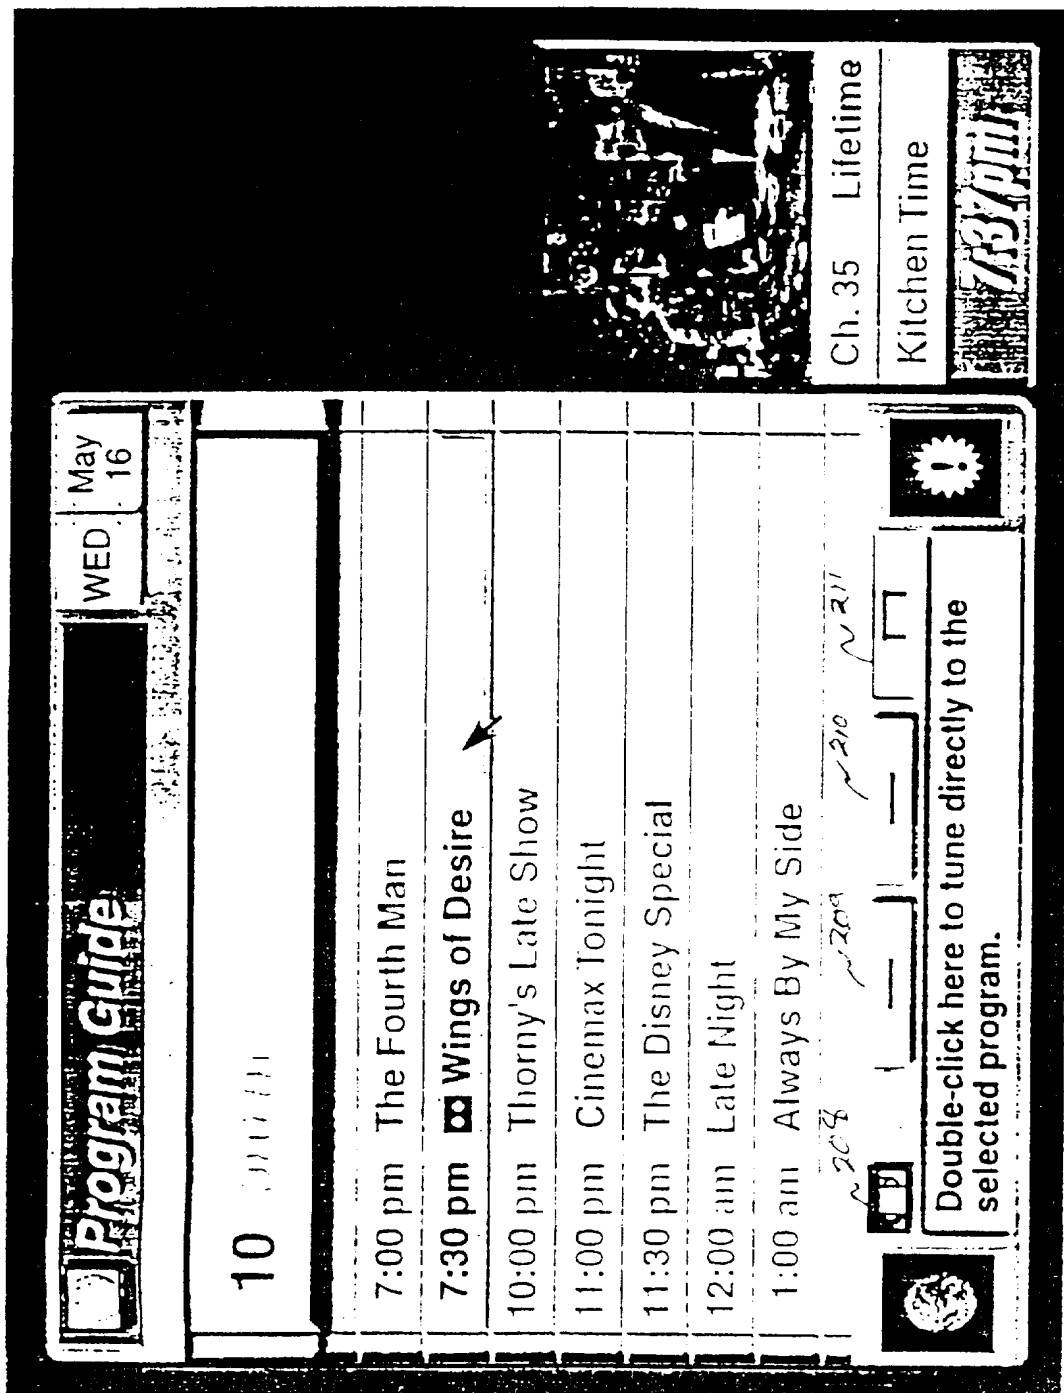 Program Guide
WED May 16
10
7:00 pm The Fourth Man
7:30 pm Wings of Desire
10:00 pm Thorny's Late Show
11:00 pm Cinemax Tonight
11:30 pm The Disney Special
12:00 am Late Night
1:00 am Always By My Side
208 209 210 211
!
Double-click here to tune directly to the
selected program.
Ch. 35 Lifetime
Kitchen Time
7:37pm